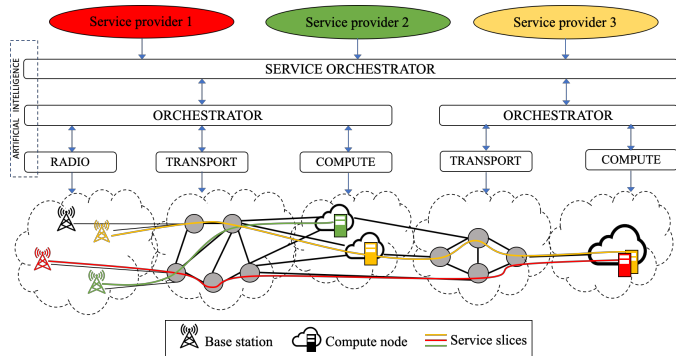 Service provider 1
Service provider 2
Service provider 3
ARTIFICIAL INTELLIGENCE
SERVICE ORCHESTRATOR
ORCHESTRATOR
ORCHESTRATOR
RADIO
TRANSPORT
COMPUTE
TRANSPORT
COMPUTE
Base station
Compute node
Service slices